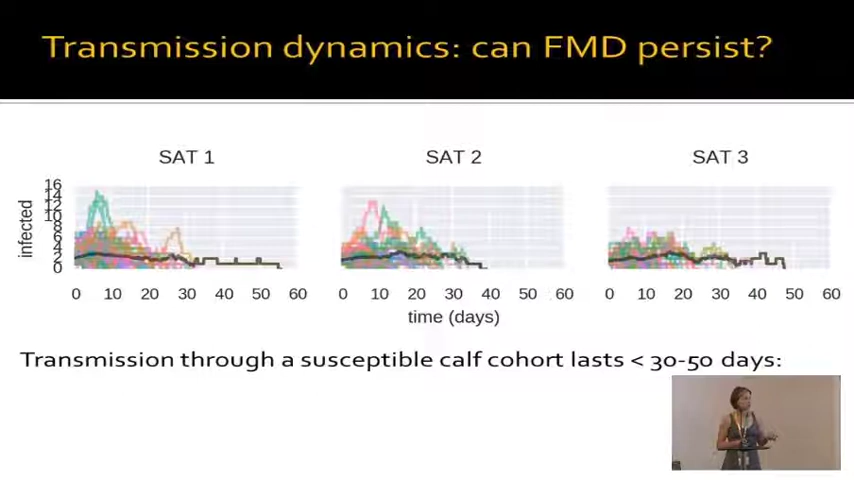 Transmission dynamics: can FMD persist?
SAT 1 SAT 2 SAT 3
infected
16
14
12
10
8
6
4
2
0
0 10 20 30 40 50 60 0 10 20 30 40 50 60 0 10 20 30 40 50 60
time (days)
Transmission through a susceptible calf cohort lasts < 30-50 days: